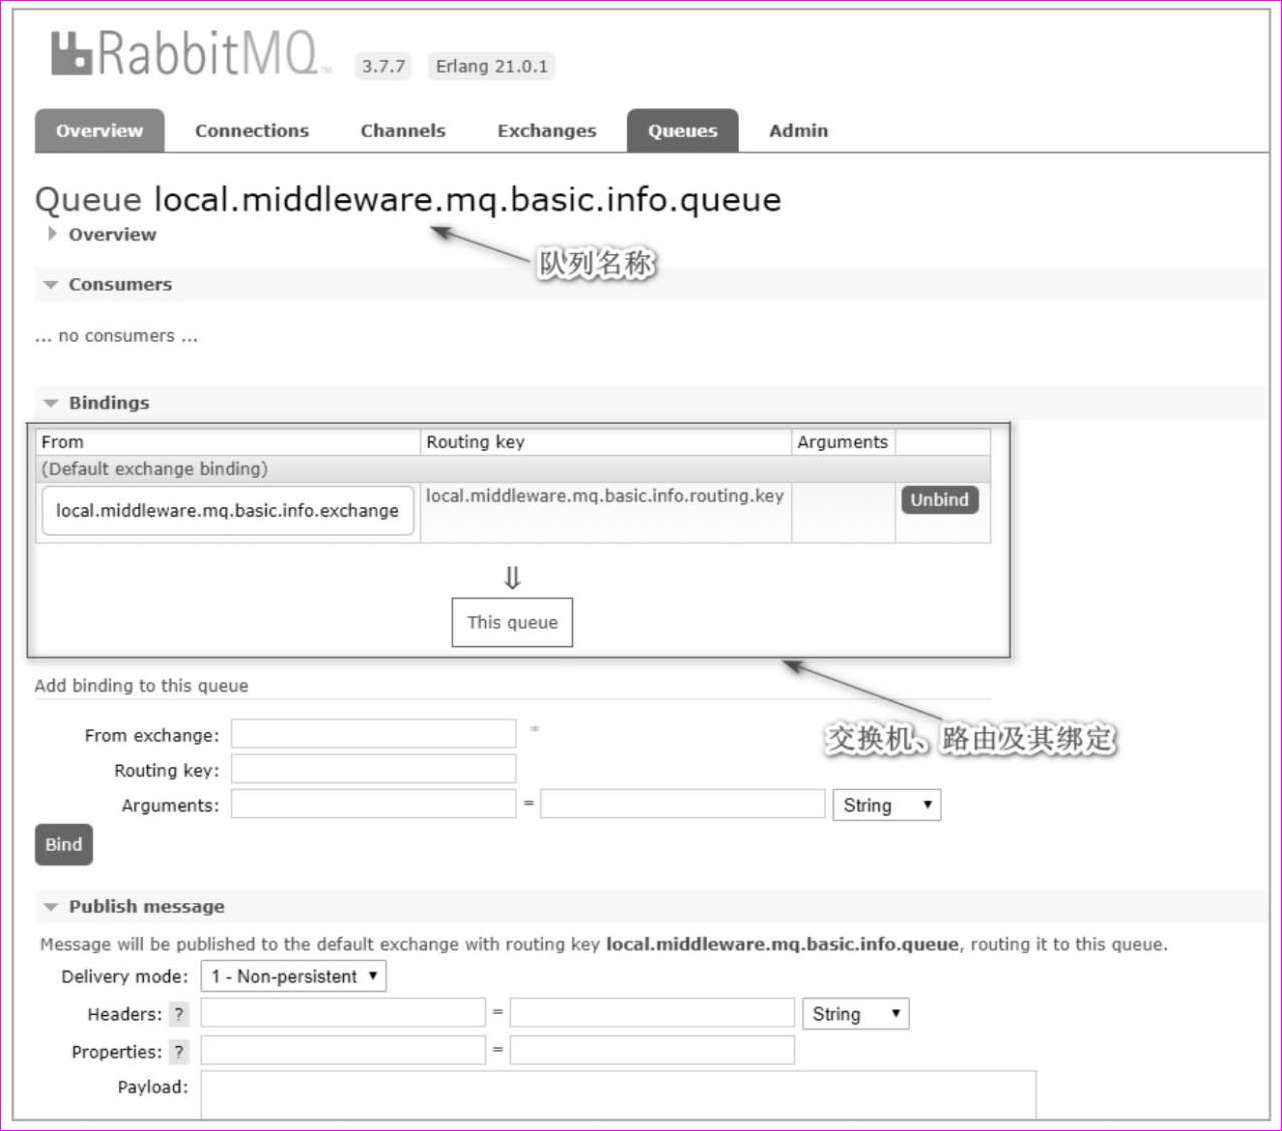 RabbitMQ™ 3.7.7 Erlang 21.0.1
Overview Connections Channels Exchanges Queues Admin
Queue local.middleware.mq.basic.info.queue
Overview
队列名称
Consumers
... no consumers ...
Bindings
From Routing key Arguments
(Default exchange binding)
local.middleware.mq.basic.info.exchange local.middleware.mq.basic.info.routing.key Unbind
⇓
This queue
Add binding to this queue
交换机、路由及其绑定
From exchange: *
Routing key:
Arguments: = String
Bind
Publish message
Message will be published to the default exchange with routing key local.middleware.mq.basic.info.queue, routing it to this queue.
Delivery mode: 1 - Non-persistent
Headers: ? = String
Properties: ? =
Payload: